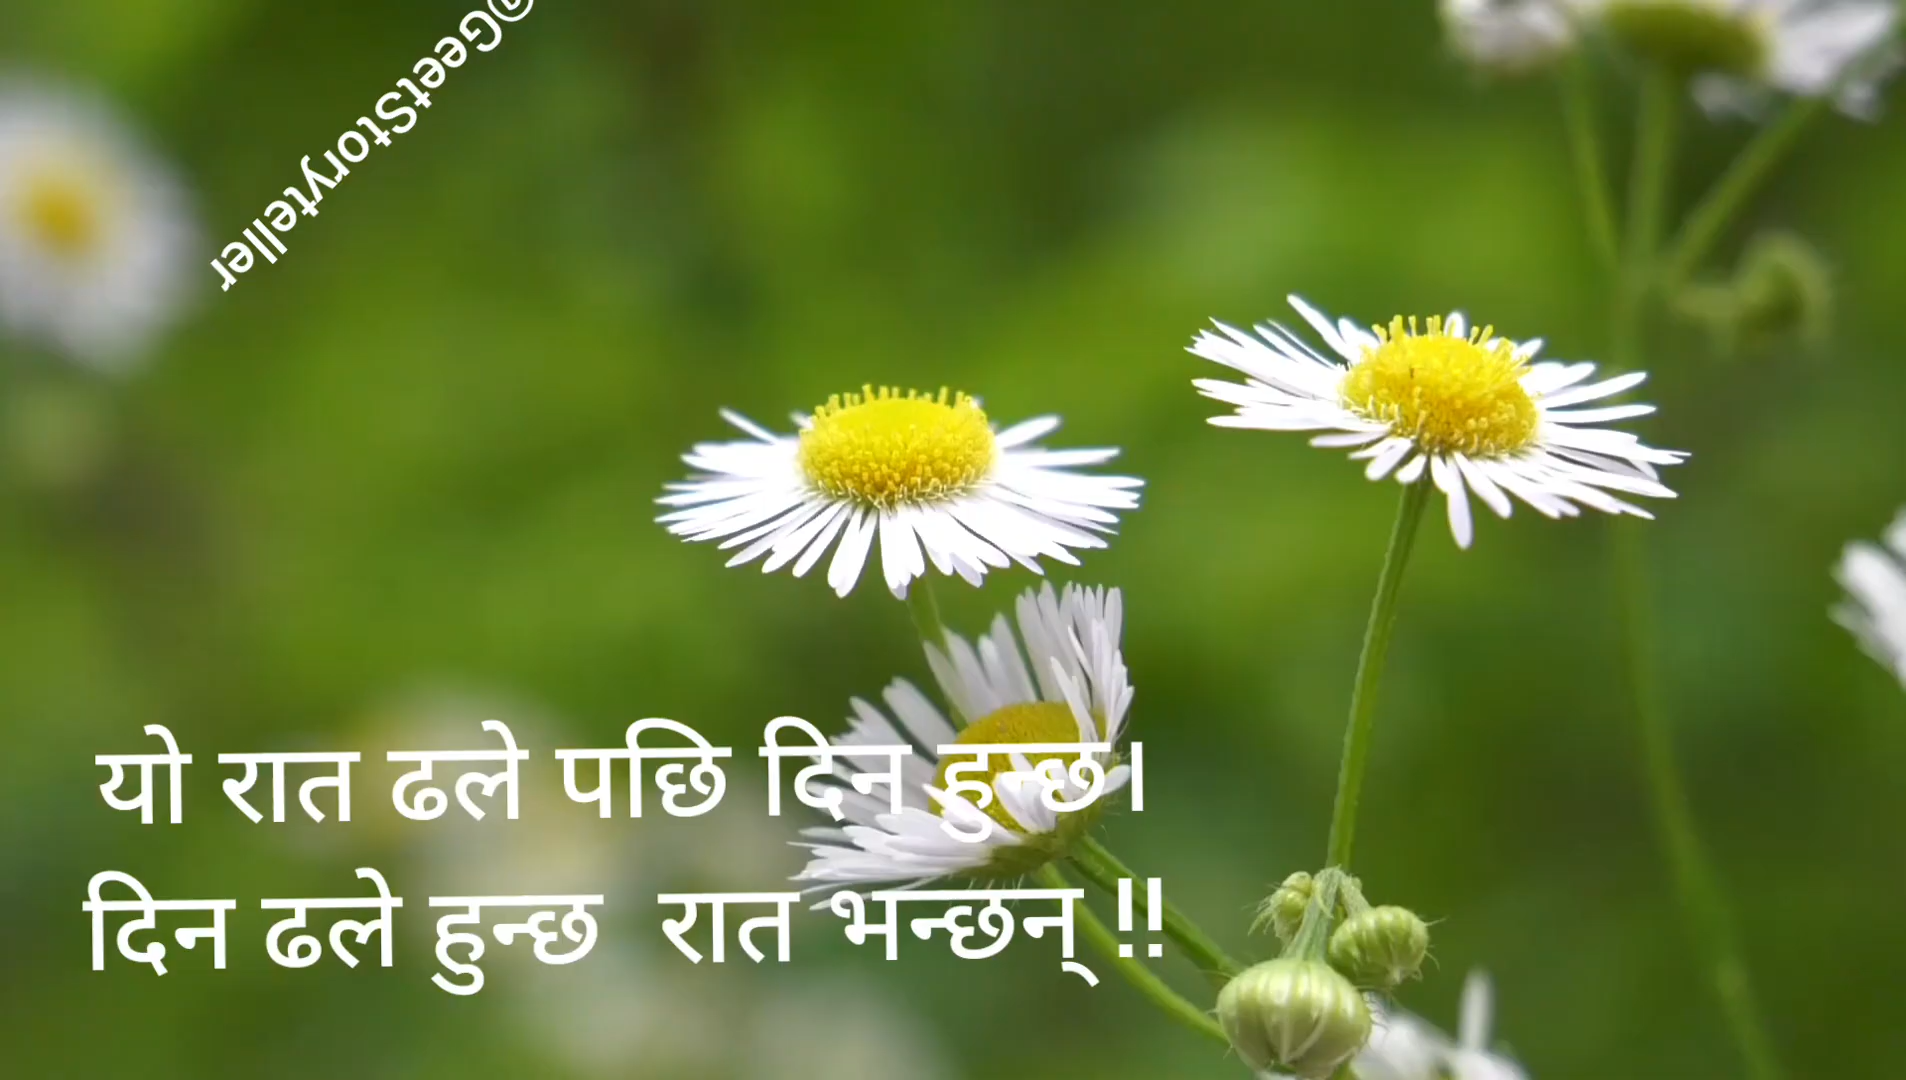 @GeetStoryteller
यो रात ढले पछि दिन हुन्छ।
दिन ढले हुन्छ रात भन्छन् !!